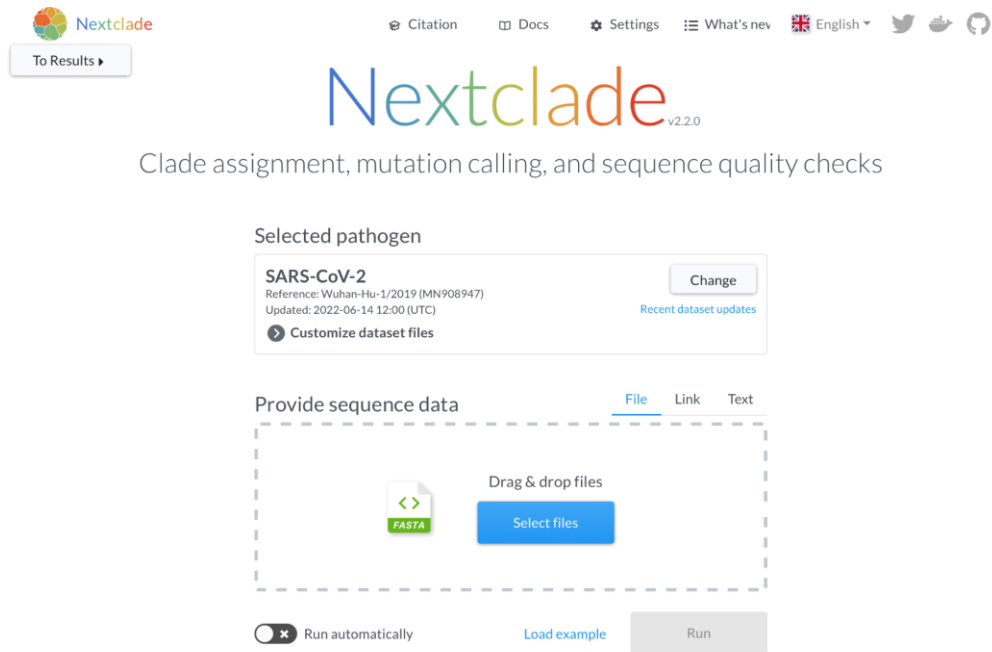 Nextclade
Citation
Docs
Settings
What's new
English
To Results
Nextclade v2.2.0
Clade assignment, mutation calling, and sequence quality checks
Selected pathogen
SARS-CoV-2
Change
Reference: Wuhan-Hu-1/2019 (MN908947)
Updated: 2022-06-14 12:00 (UTC)
Recent dataset updates
Customize dataset files
Provide sequence data
File
Link
Text
Drag & drop files
FASTA
Select files
Run automatically
Load example
Run